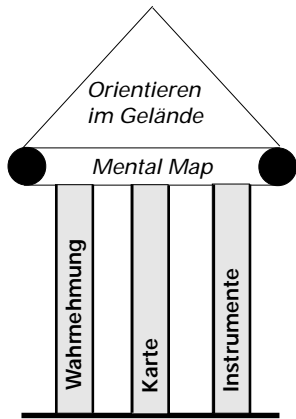 Orientieren
im Gelände
Mental Map
Wahrnehmung
Karte
Instrumente